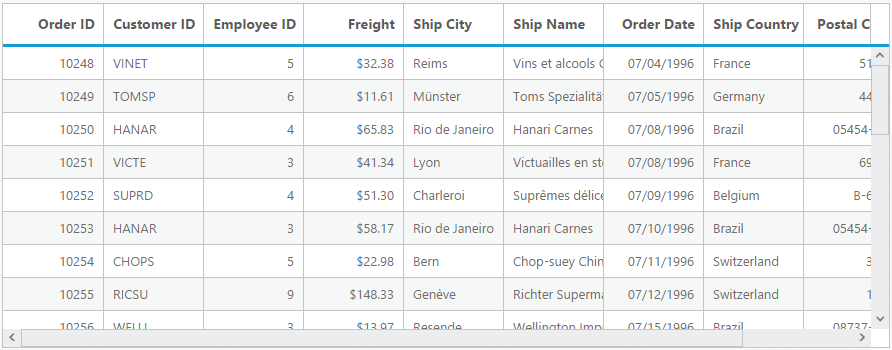 Order ID Customer ID Employee ID Freight Ship City Ship Name Order Date Ship Country Postal C
10248 VINET 5 $32.38 Reims Vins et alcools C 07/04/1996 France 51
10249 TOMSP 6 $11.61 Münster Toms Spezialitä 07/05/1996 Germany 44
10250 HANAR 4 $65.83 Rio de Janeiro Hanari Carnes 07/08/1996 Brazil 05454-
10251 VICTE 3 $41.34 Lyon Victuailles en st 07/08/1996 France 69
10252 SUPRD 4 $51.30 Charleroi Suprêmes délice 07/09/1996 Belgium B-6
10253 HANAR 3 $58.17 Rio de Janeiro Hanari Carnes 07/10/1996 Brazil 05454-
10254 CHOPS 5 $22.98 Bern Chop-suey Chin 07/11/1996 Switzerland 3
10255 RICSU 9 $148.33 Genève Richter Superma 07/12/1996 Switzerland 1
10256 WELLI 3 $13.97 Resende Wellington Imp 07/15/1996 Brazil 08737-